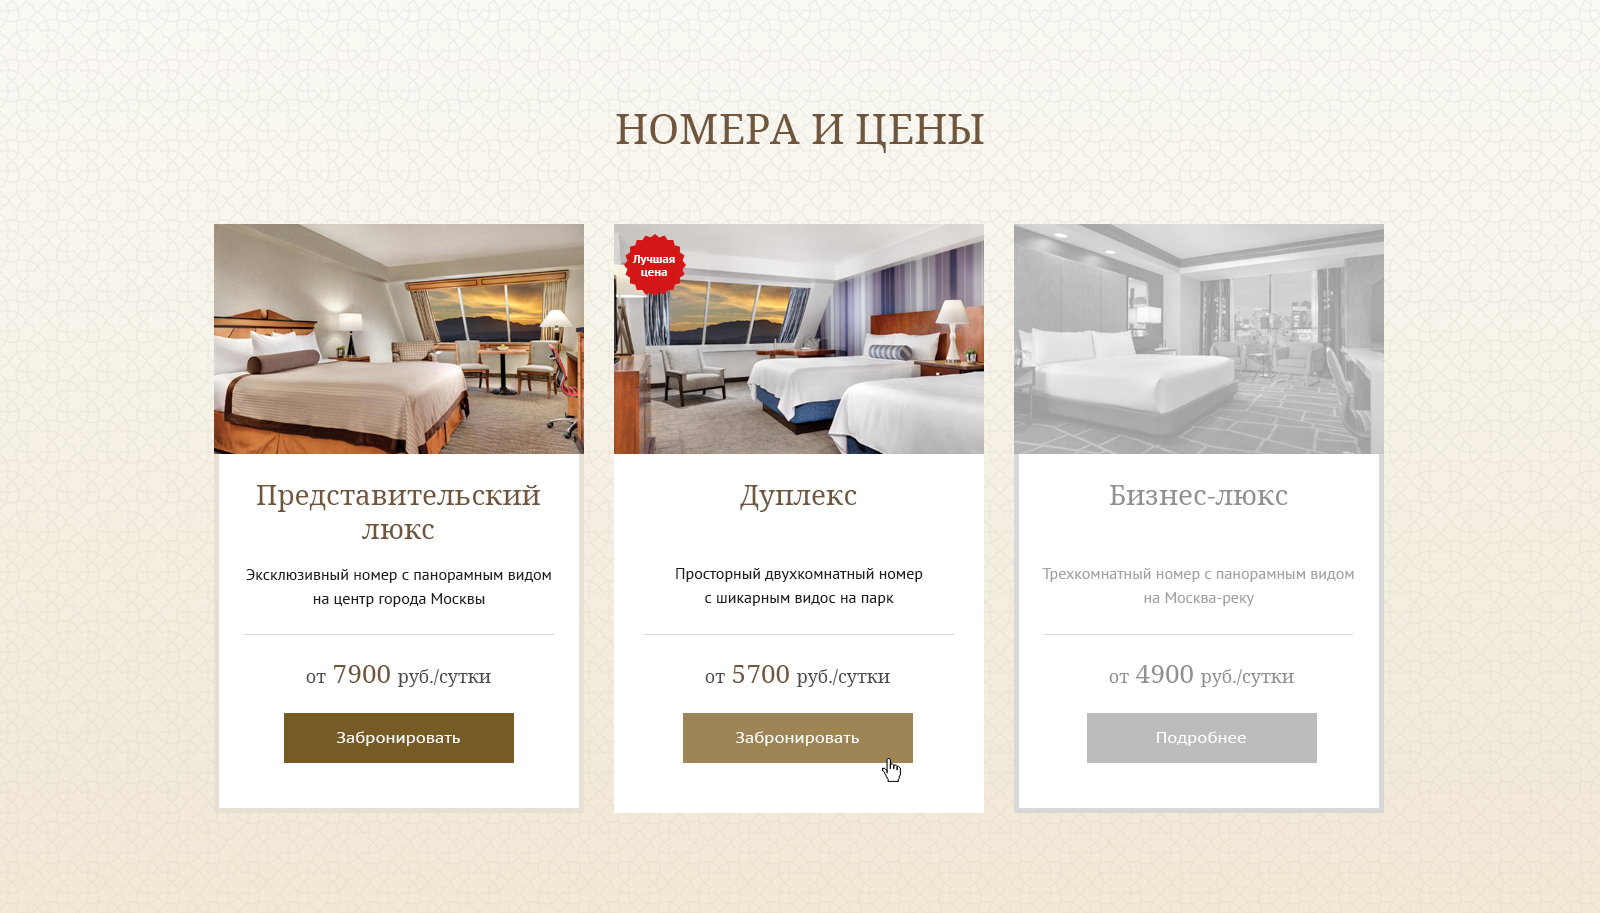 НОМЕРА И ЦЕНЫ
Представительский
люкс
Эксклюзивный номер с панорамным видом
на центр города Москвы
от 7900 руб./сутки
Забронировать
Лучшая
цена
Дуплекс
Просторный двухкомнатный номер
с шикарным видос на парк
от 5700 руб./сутки
Забронировать
Бизнес-люкс
Трехкомнатный номер с панорамным видом
на Москва-реку
от 4900 руб./сутки
Подробнее